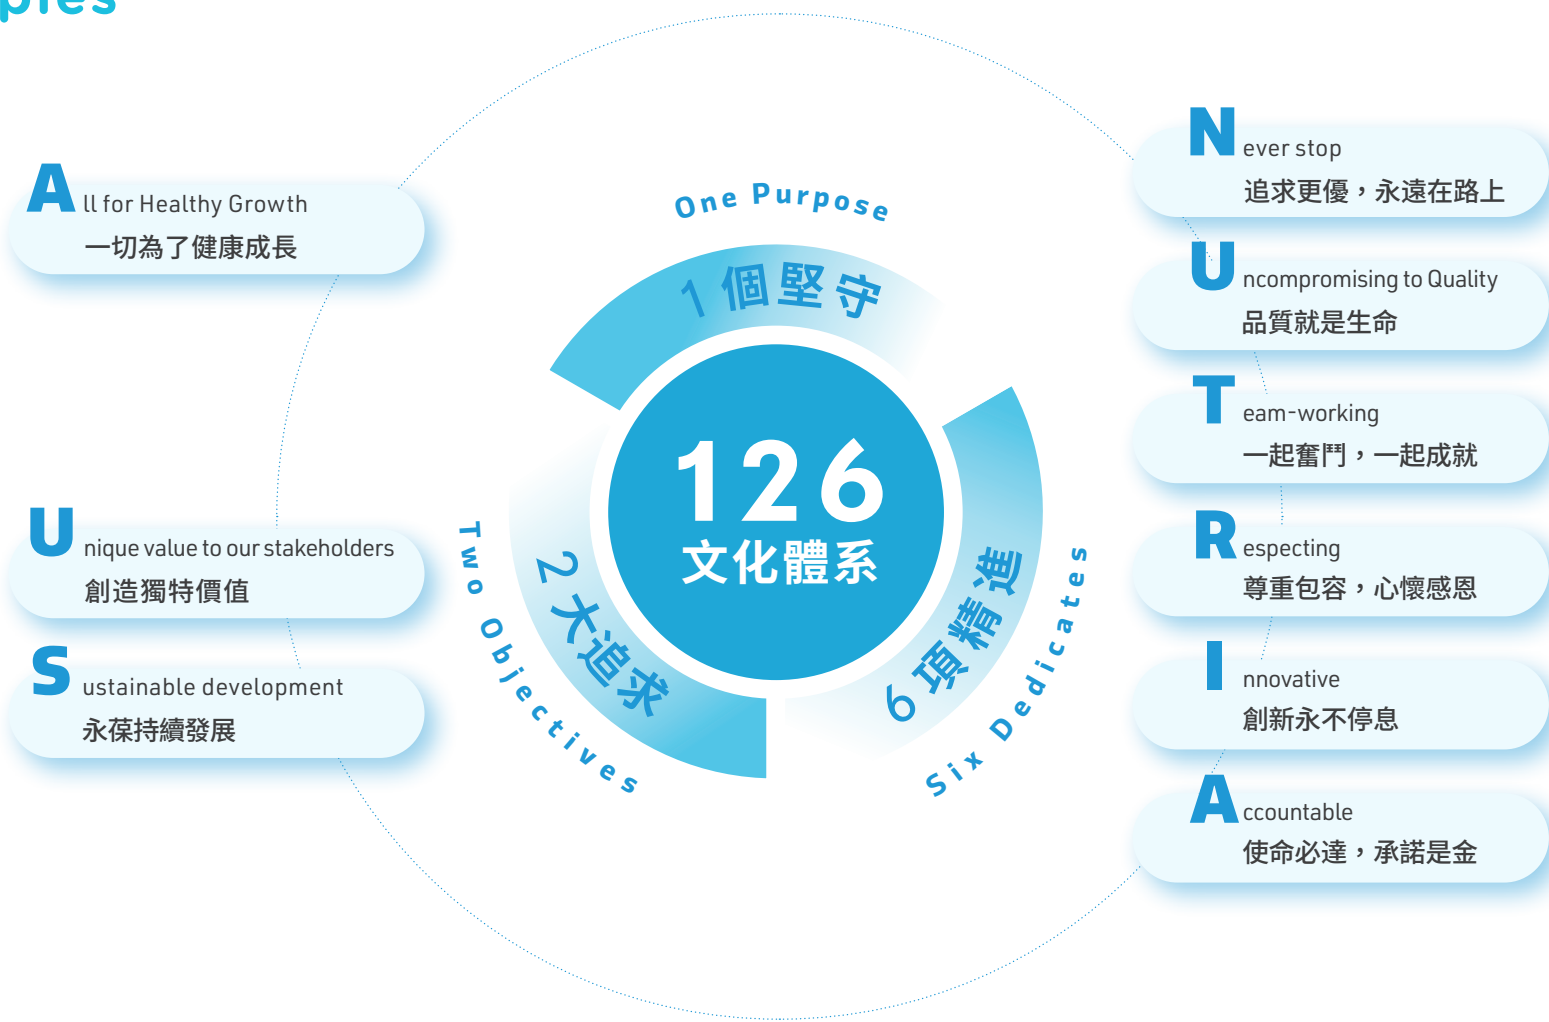 ples
All for Healthy Growth
一切為了健康成長
Unique value to our stakeholders
創造獨特價值
Sustainable development
永葆持續發展
One Purpose
1個堅守
126
文化體系
Two Objectives
2大追求
6項精進
Six Dedicates
Never stop
追求更優，永遠在路上
Uncompromising to Quality
品質就是生命
Team-working
一起奮鬥，一起成就
Respecting
尊重包容，心懷感恩
Innovative
創新永不停息
Accountable
使命必達，承諾是金